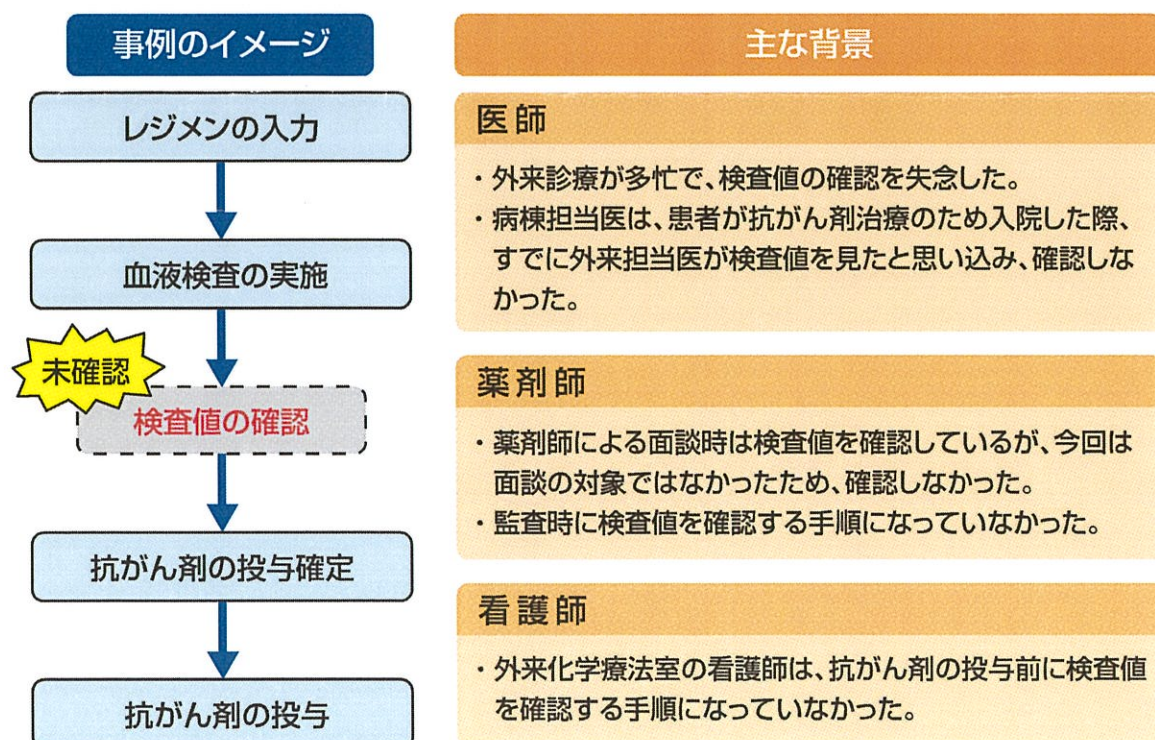 事例のイメージ
レジメンの入力
血液検査の実施
未確認
検査値の確認
抗がん剤の投与確定
抗がん剤の投与
主な背景
医師
・外来診療が多忙で、検査値の確認を失念した。
・病棟担当医は、患者が抗がん剤治療のため入院した際、
すでに外来担当医が検査値を見たと思い込み、確認しな
かった。
薬剤師
・薬剤師による面談時は検査値を確認しているが、今回は
面談の対象ではなかったため、確認しなかった。
・監査時に検査値を確認する手順になっていなかった。
看護師
・外来化学療法室の看護師は、抗がん剤の投与前に検査値
を確認する手順になっていなかった。